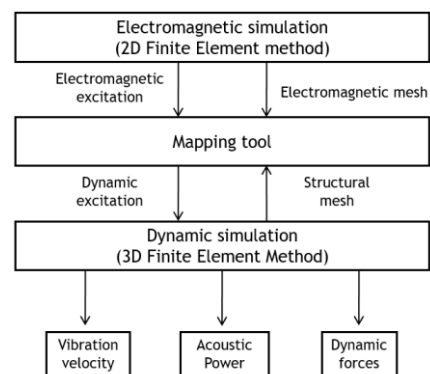 Electromagnetic simulation
(2D Finite Element method)
Electromagnetic
excitation
Electromagnetic mesh
Mapping tool
Dynamic
excitation
Structural
mesh
Dynamic simulation
(3D Finite Element Method)
Vibration
velocity
Acoustic
Power
Dynamic
forces